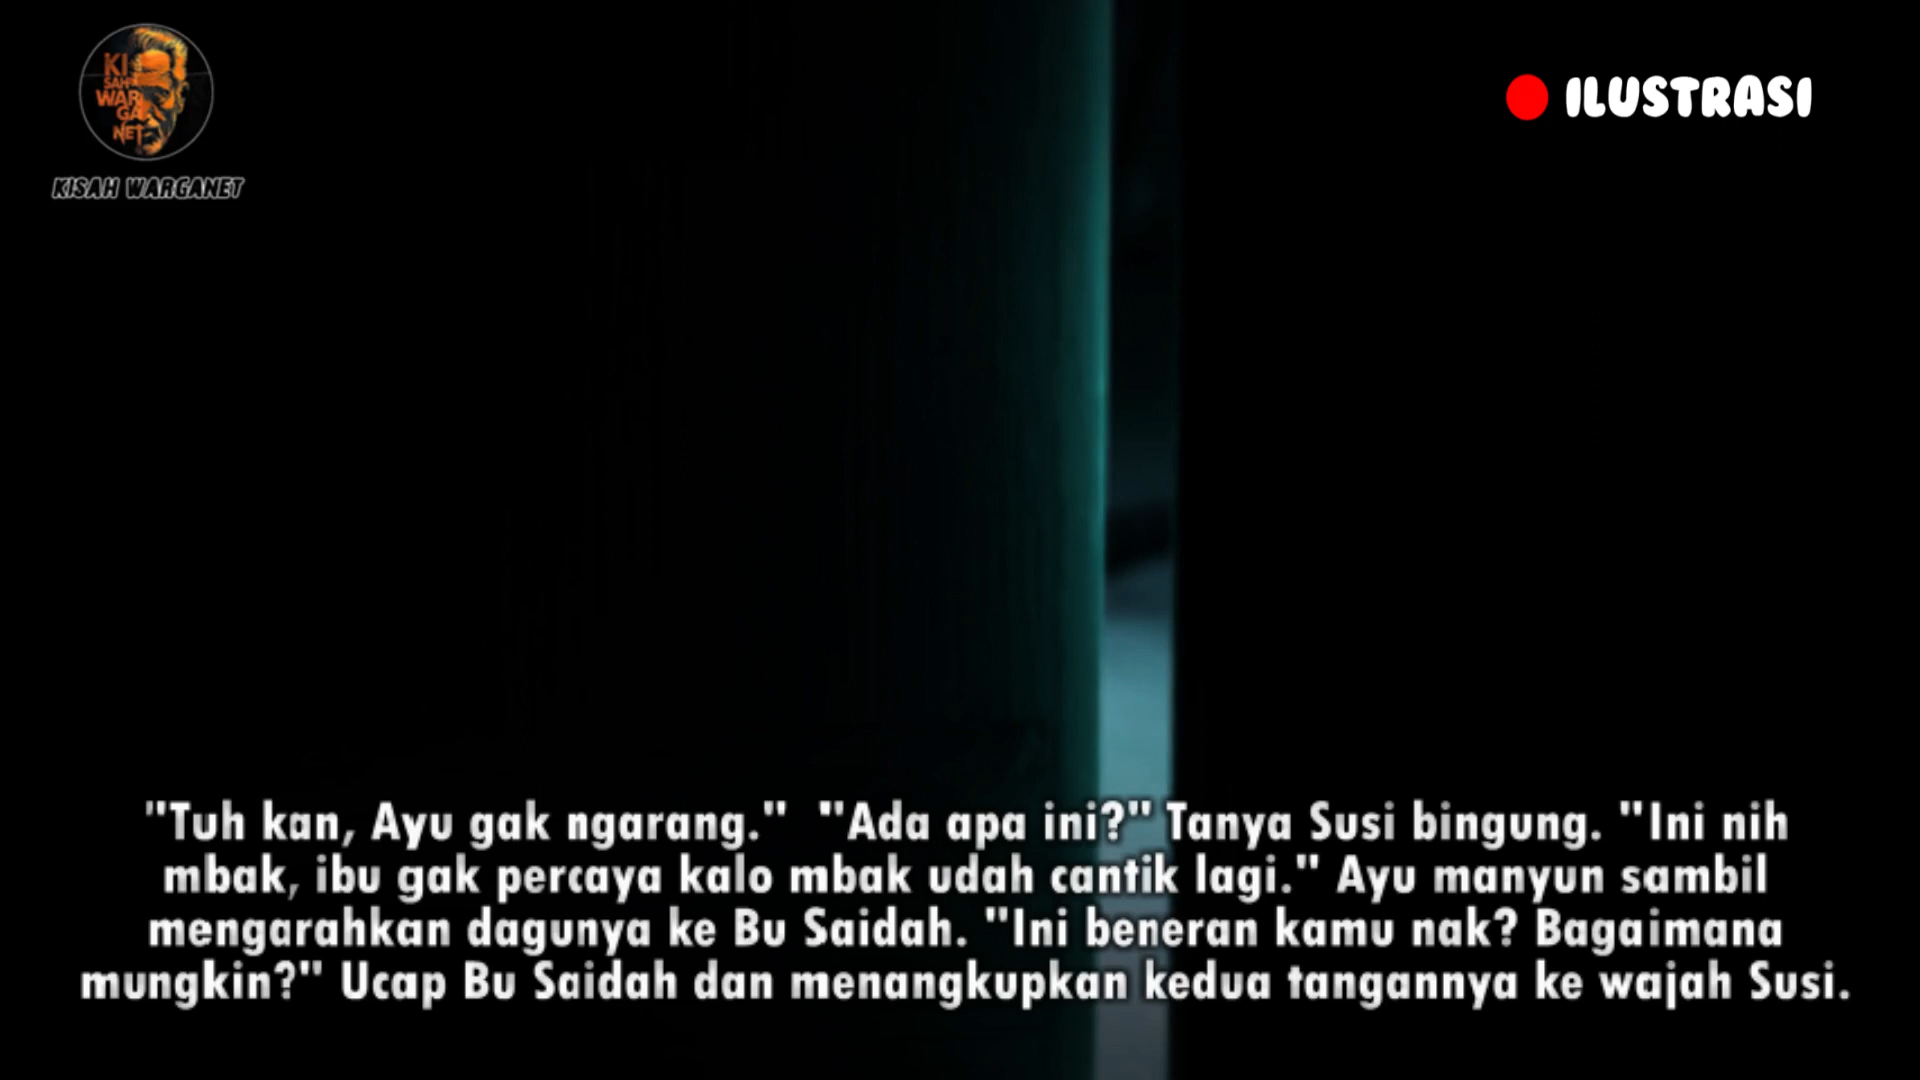 KI
SAH
WAR
GA
NET
KISAH WARGANET
ILUSTRASI
"Tuh kan, Ayu gak ngarang."  "Ada apa ini?" Tanya Susi bingung. "Ini nih
mbak, ibu gak percaya kalo mbak udah cantik lagi." Ayu manyun sambil
mengarahkan dagunya ke Bu Saidah. "Ini beneran kamu nak? Bagaimana
mungkin?" Ucap Bu Saidah dan menangkupkan kedua tangannya ke wajah Susi.